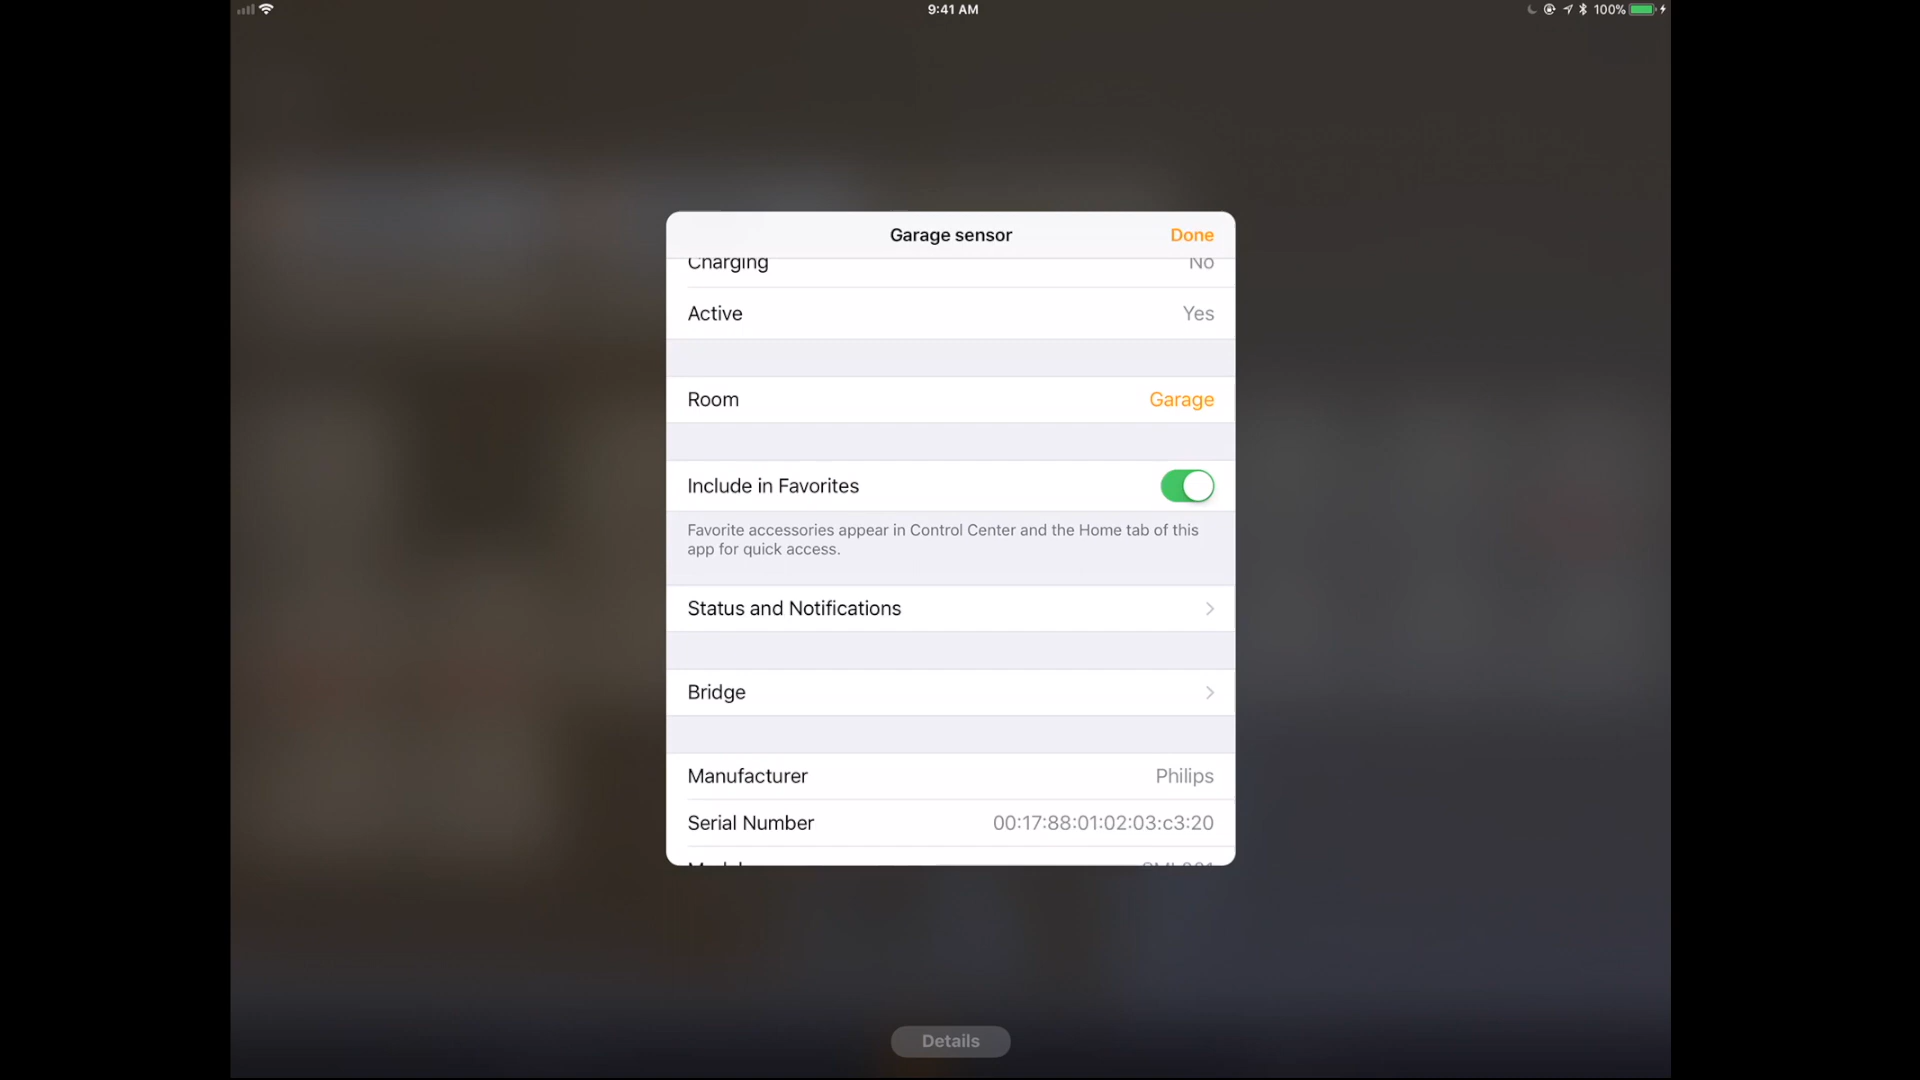 9:41 AM
100%
Garage sensor
Done
Charging
No
Active
Yes
Room
Garage
Include in Favorites
Favorite accessories appear in Control Center and the Home tab of this
app for quick access.
Status and Notifications
Bridge
Manufacturer
Philips
Serial Number
00:17:88:01:02:03:c3:20
Details